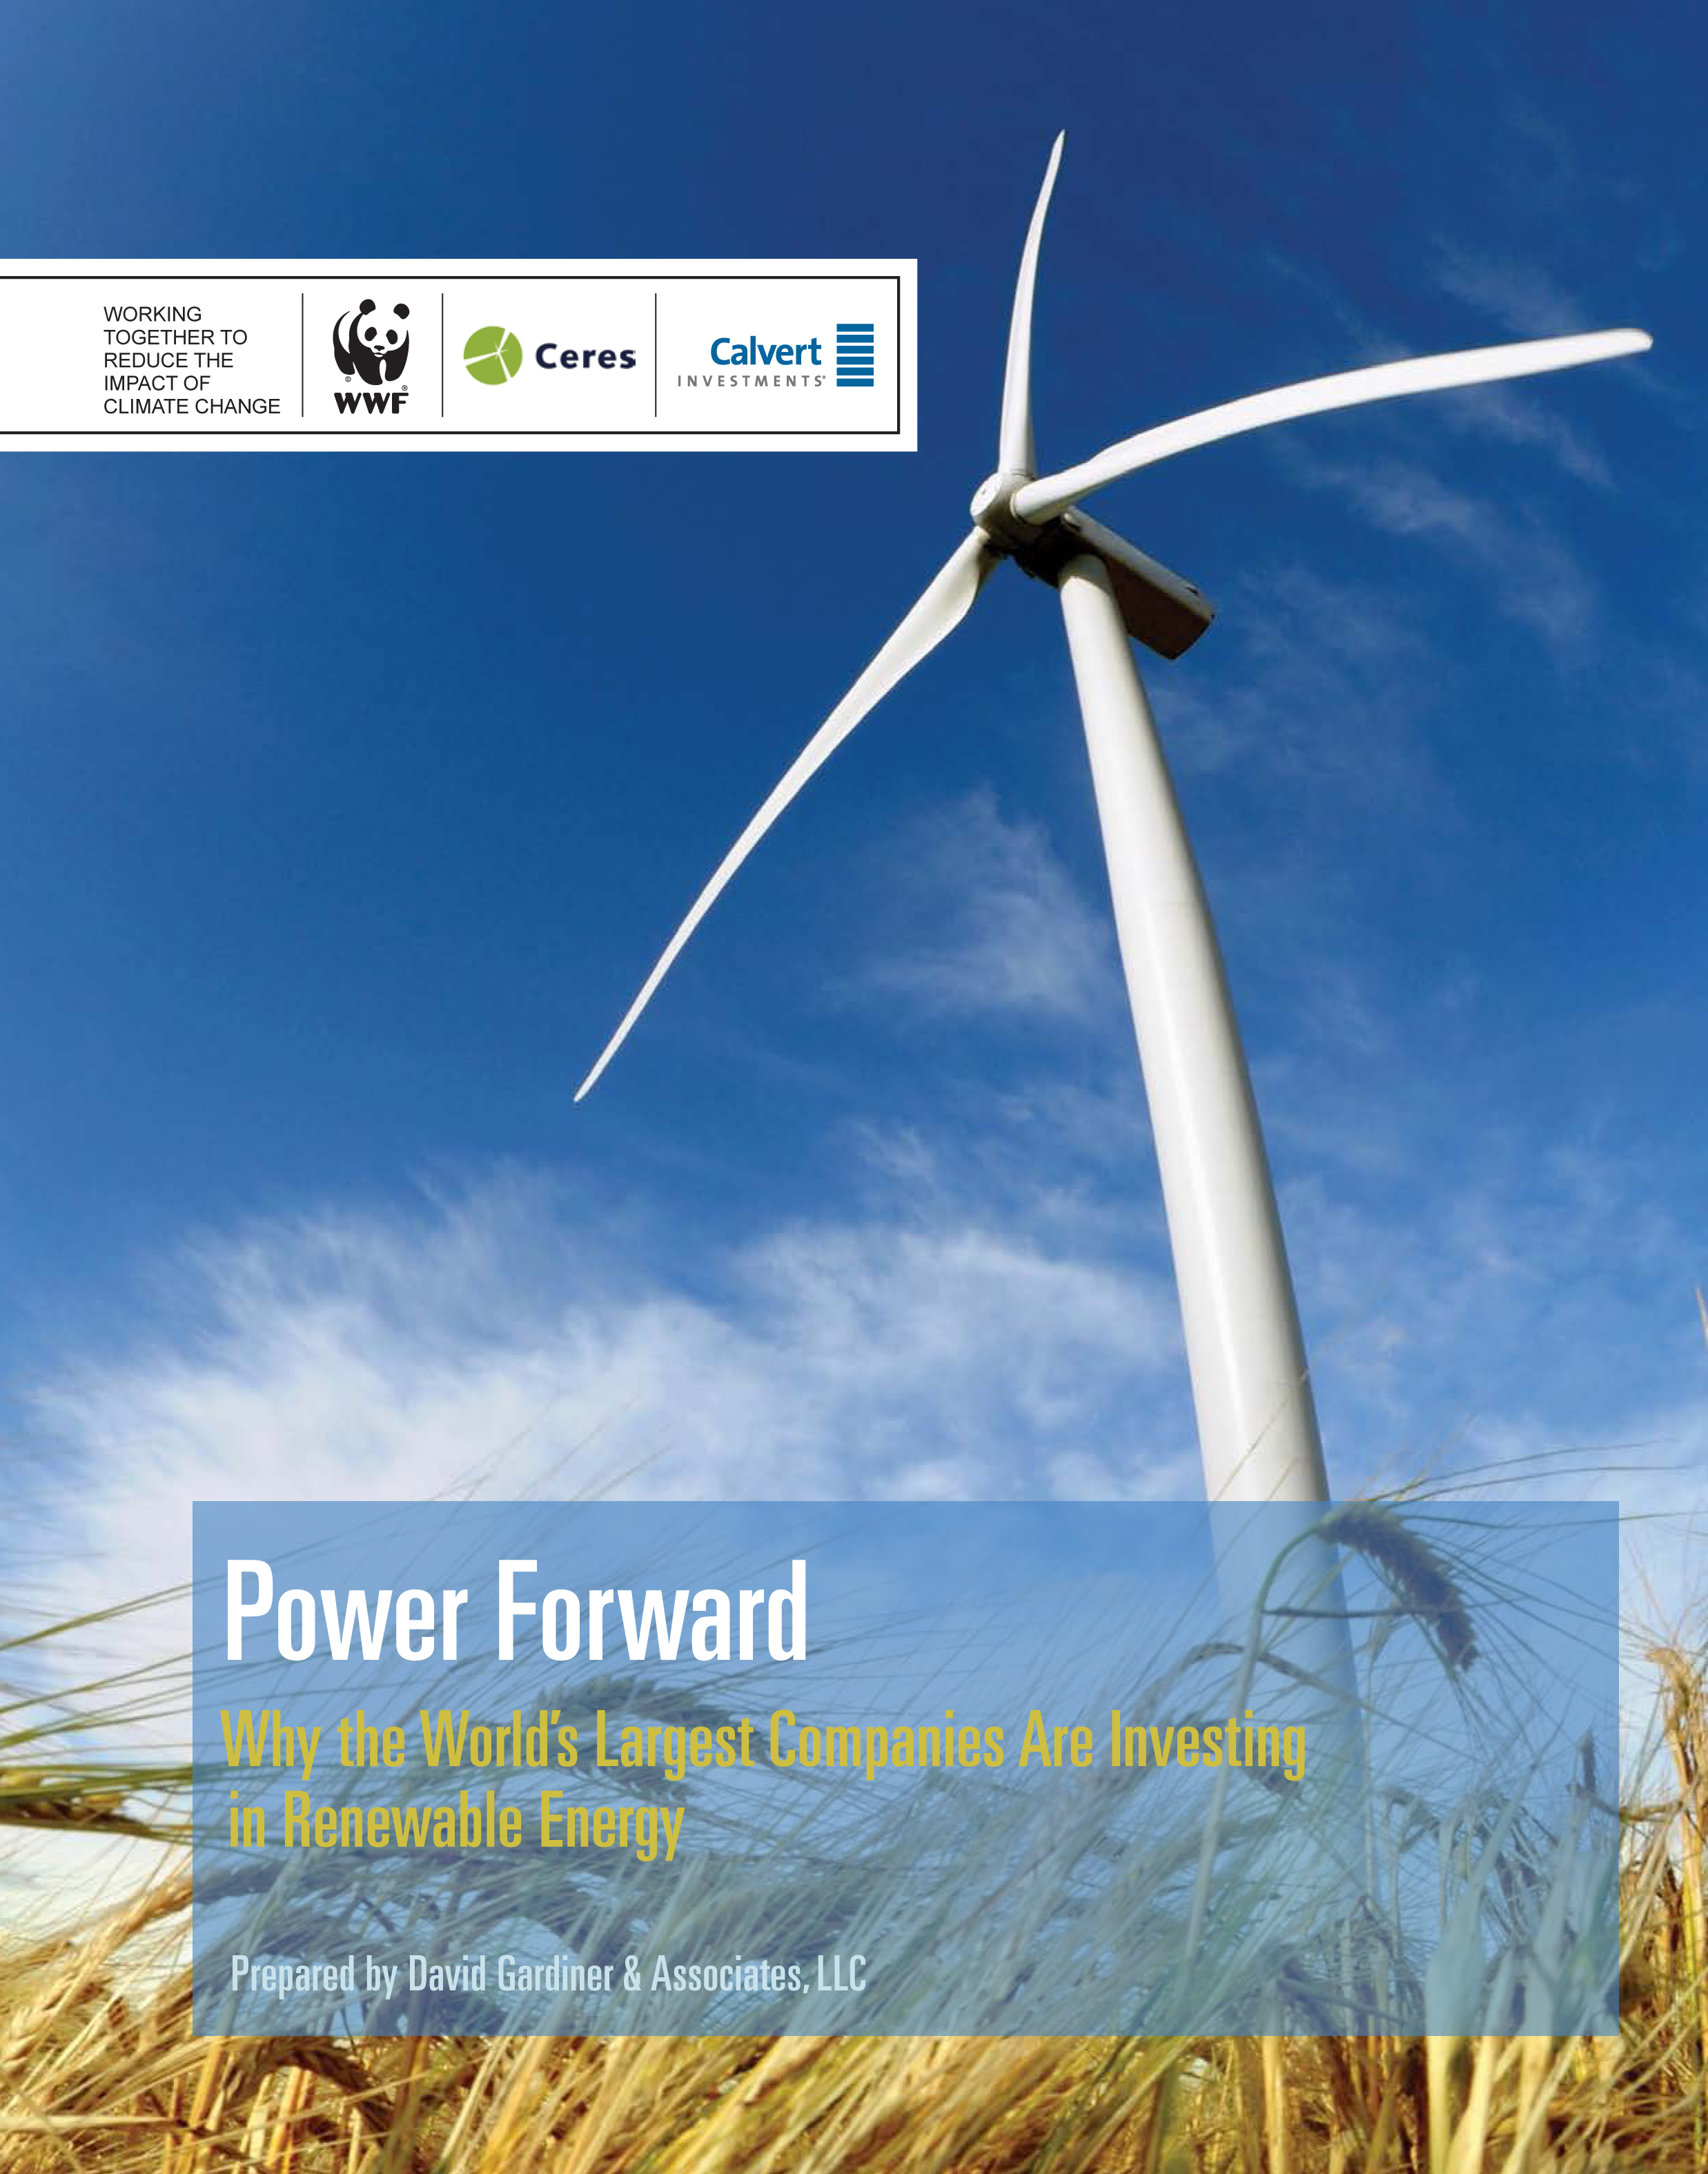 WORKING
TOGETHER TO
REDUCE THE
IMPACT OF
CLIMATE CHANGE
©
®
WWF
Ceres
Calvert
INVESTMENTS®
Power Forward
Why the World’s Largest Companies Are Investing
in Renewable Energy
Prepared by David Gardiner & Associates, LLC